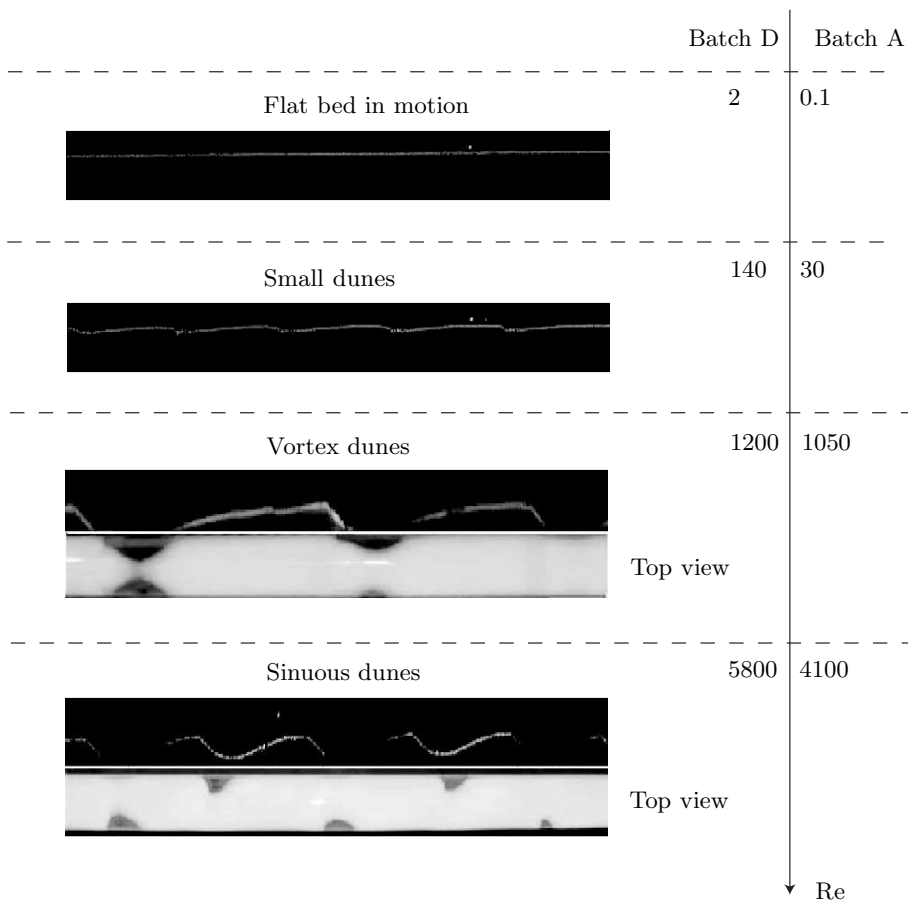 Batch D Batch A
Flat bed in motion 2 0.1
Small dunes 140 30
Vortex dunes 1200 1050
Top view
Sinuous dunes 5800 4100
Top view
Re